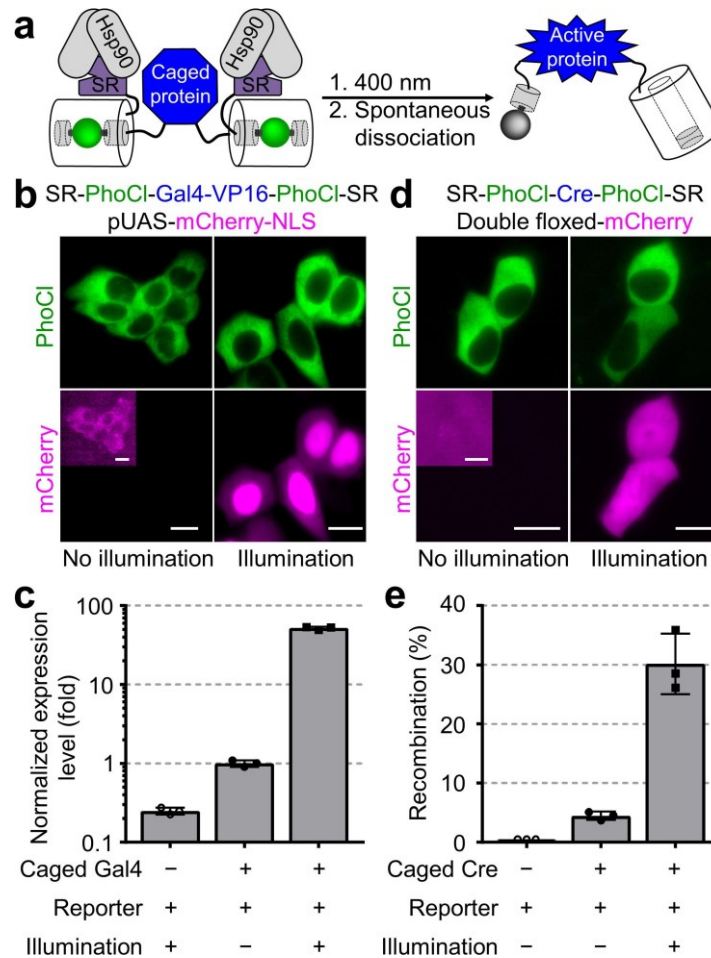 a
Hsp90
Hsp90
SR
SR
Caged
protein
1. 400 nm
2. Spontaneous
dissociation
Active
protein
b
SR-PhoCl-Gal4-VP16-PhoCl-SR
pUAS-mCherry-NLS
PhoCl
mCherry
No illumination
Illumination
d
SR-PhoCl-Cre-PhoCl-SR
Double floxed-mCherry
PhoCl
mCherry
No illumination
Illumination
c
Normalized expression
level (fold)
100
10
1
0.1
Caged Gal4 − + +
Reporter + + +
Illumination + − +
e
Recombination (%)
40
30
20
10
0
Caged Cre − + +
Reporter + + +
Illumination − − +